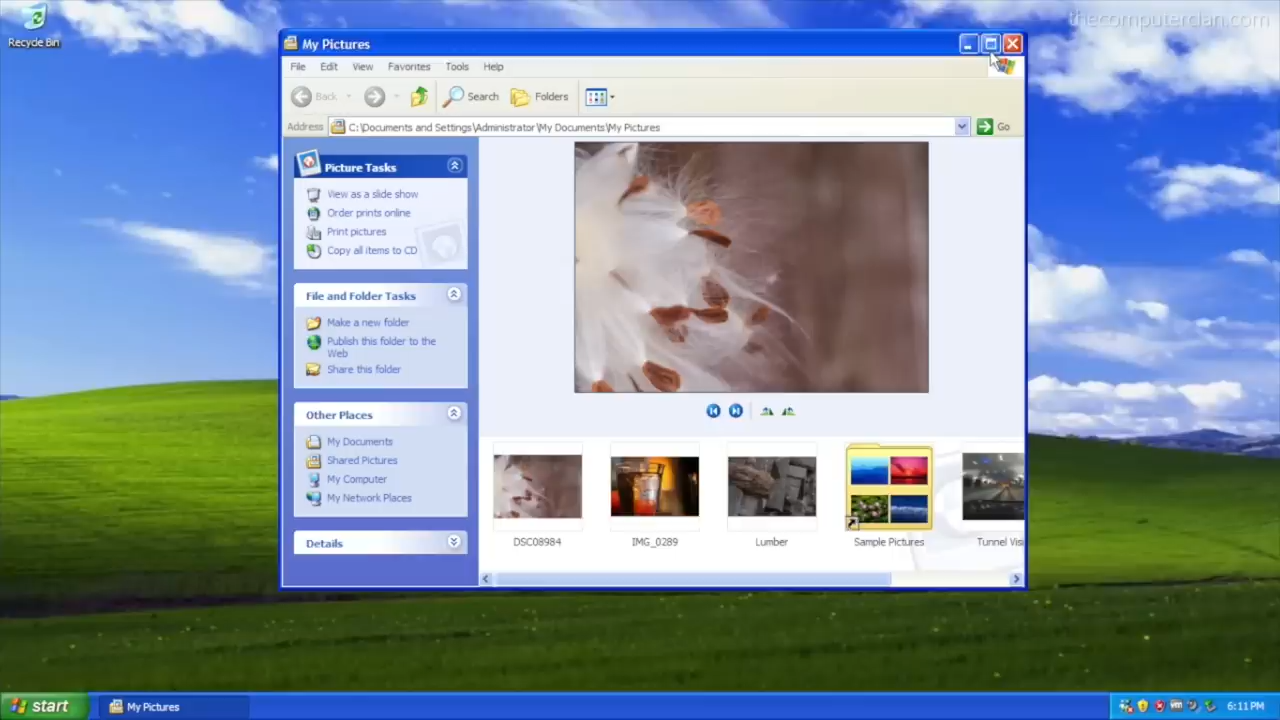 thecomputerclan.com
Recycle Bin
My Pictures
File Edit View Favorites Tools Help
Back Search Folders
Address C:\Documents and Settings\Administrator\My Documents\My Pictures Go
Picture Tasks
View as a slide show
Order prints online
Print pictures
Copy all items to CD
File and Folder Tasks
Make a new folder
Publish this folder to the
Web
Share this folder
Other Places
My Documents
Shared Pictures
My Computer
My Network Places
Details
DSC08984 IMG_0289 Lumber Sample Pictures Tunnel Visi
start My Pictures 6:11 PM